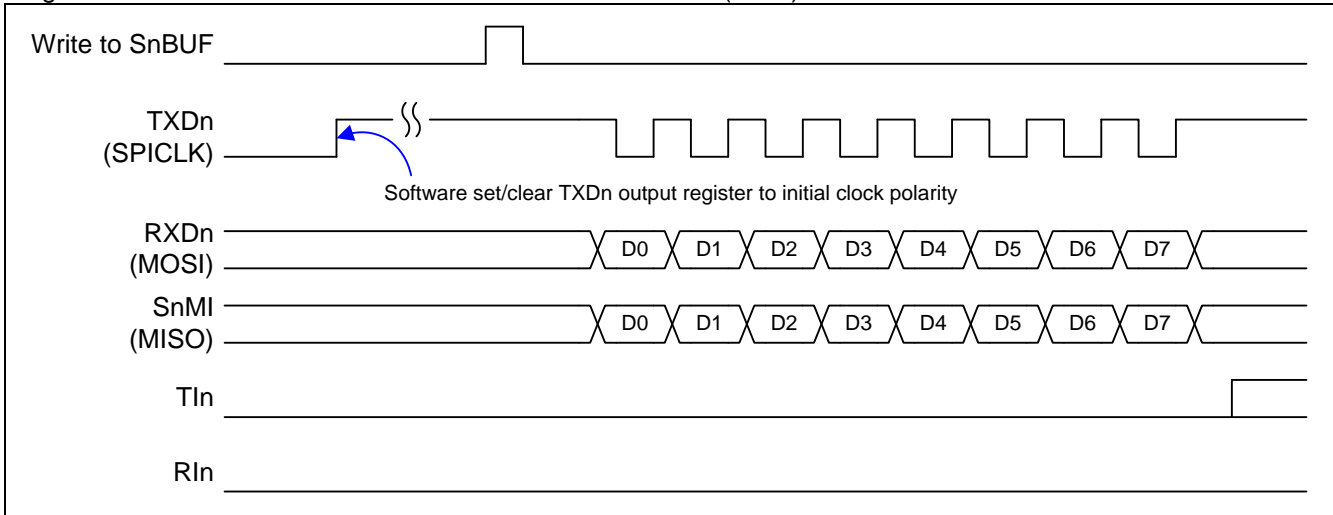 Write to SnBUF
TXDn
(SPICLK)
Software set/clear TXDn output register to initial clock polarity
RXDn
(MOSI)
D0 D1 D2 D3 D4 D5 D6 D7
SnMI
(MISO)
D0 D1 D2 D3 D4 D5 D6 D7
TIn
RIn